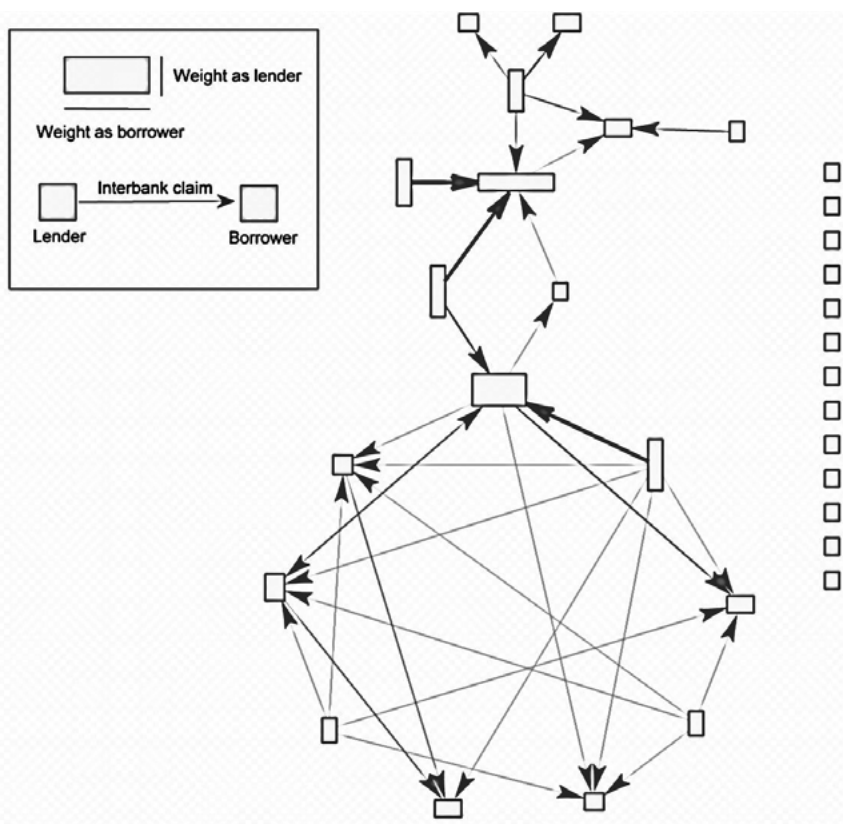 Weight as lender
Weight as borrower
Interbank claim
Lender
Borrower